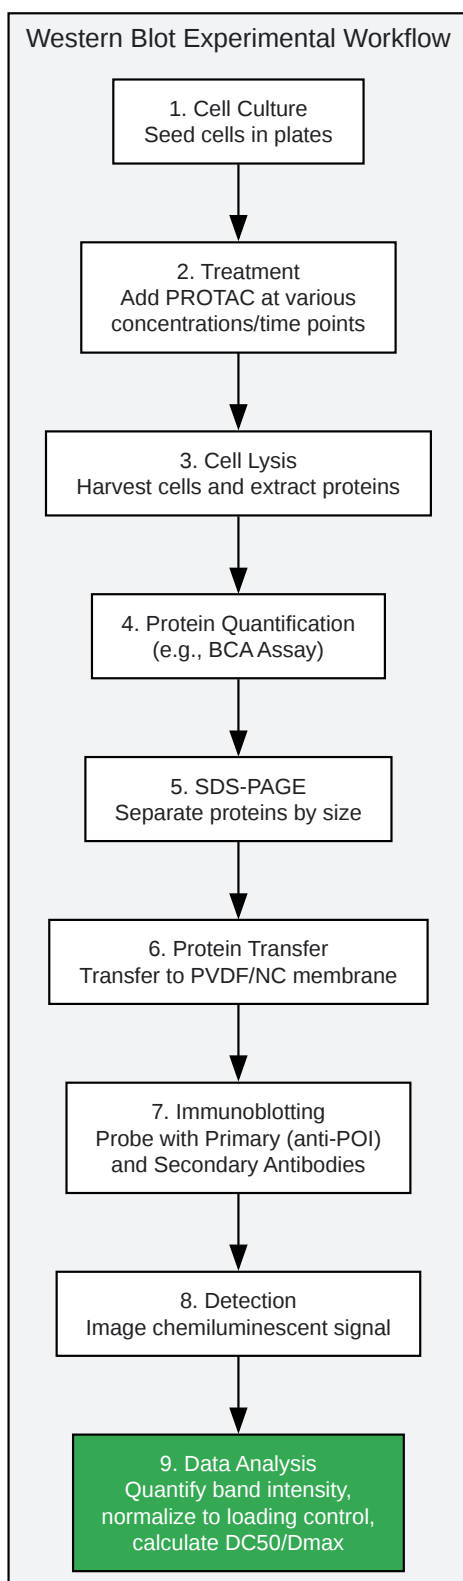 Western Blot Experimental Workflow
1. Cell Culture
Seed cells in plates
2. Treatment
Add PROTAC at various
concentrations/time points
3. Cell Lysis
Harvest cells and extract proteins
4. Protein Quantification
(e.g., BCA Assay)
5. SDS-PAGE
Separate proteins by size
6. Protein Transfer
Transfer to PVDF/NC membrane
7. Immunoblotting
Probe with Primary (anti-POI)
and Secondary Antibodies
8. Detection
Image chemiluminescent signal
9. Data Analysis
Quantify band intensity,
normalize to loading control,
calculate DC50/Dmax